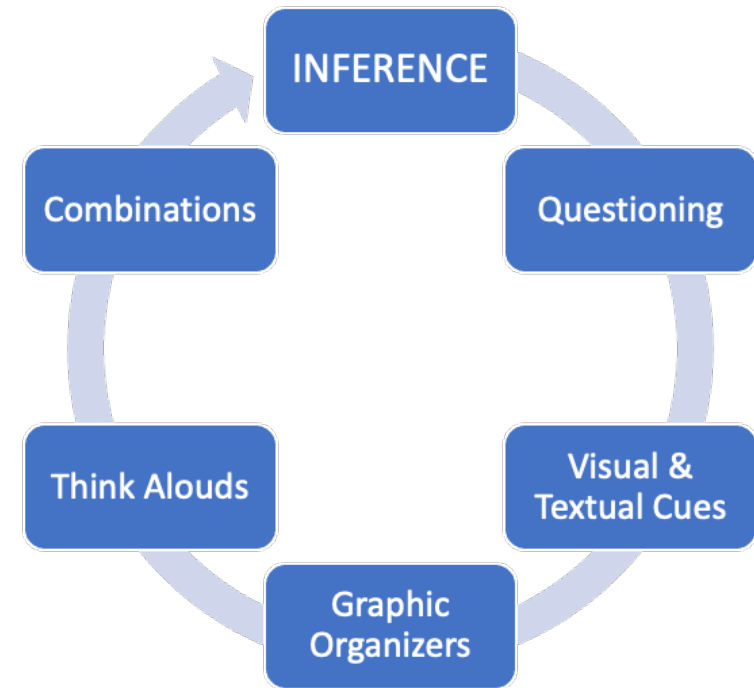 INFERENCE
Questioning
Visual &
Textual Cues
Graphic
Organizers
Think Alouds
Combinations